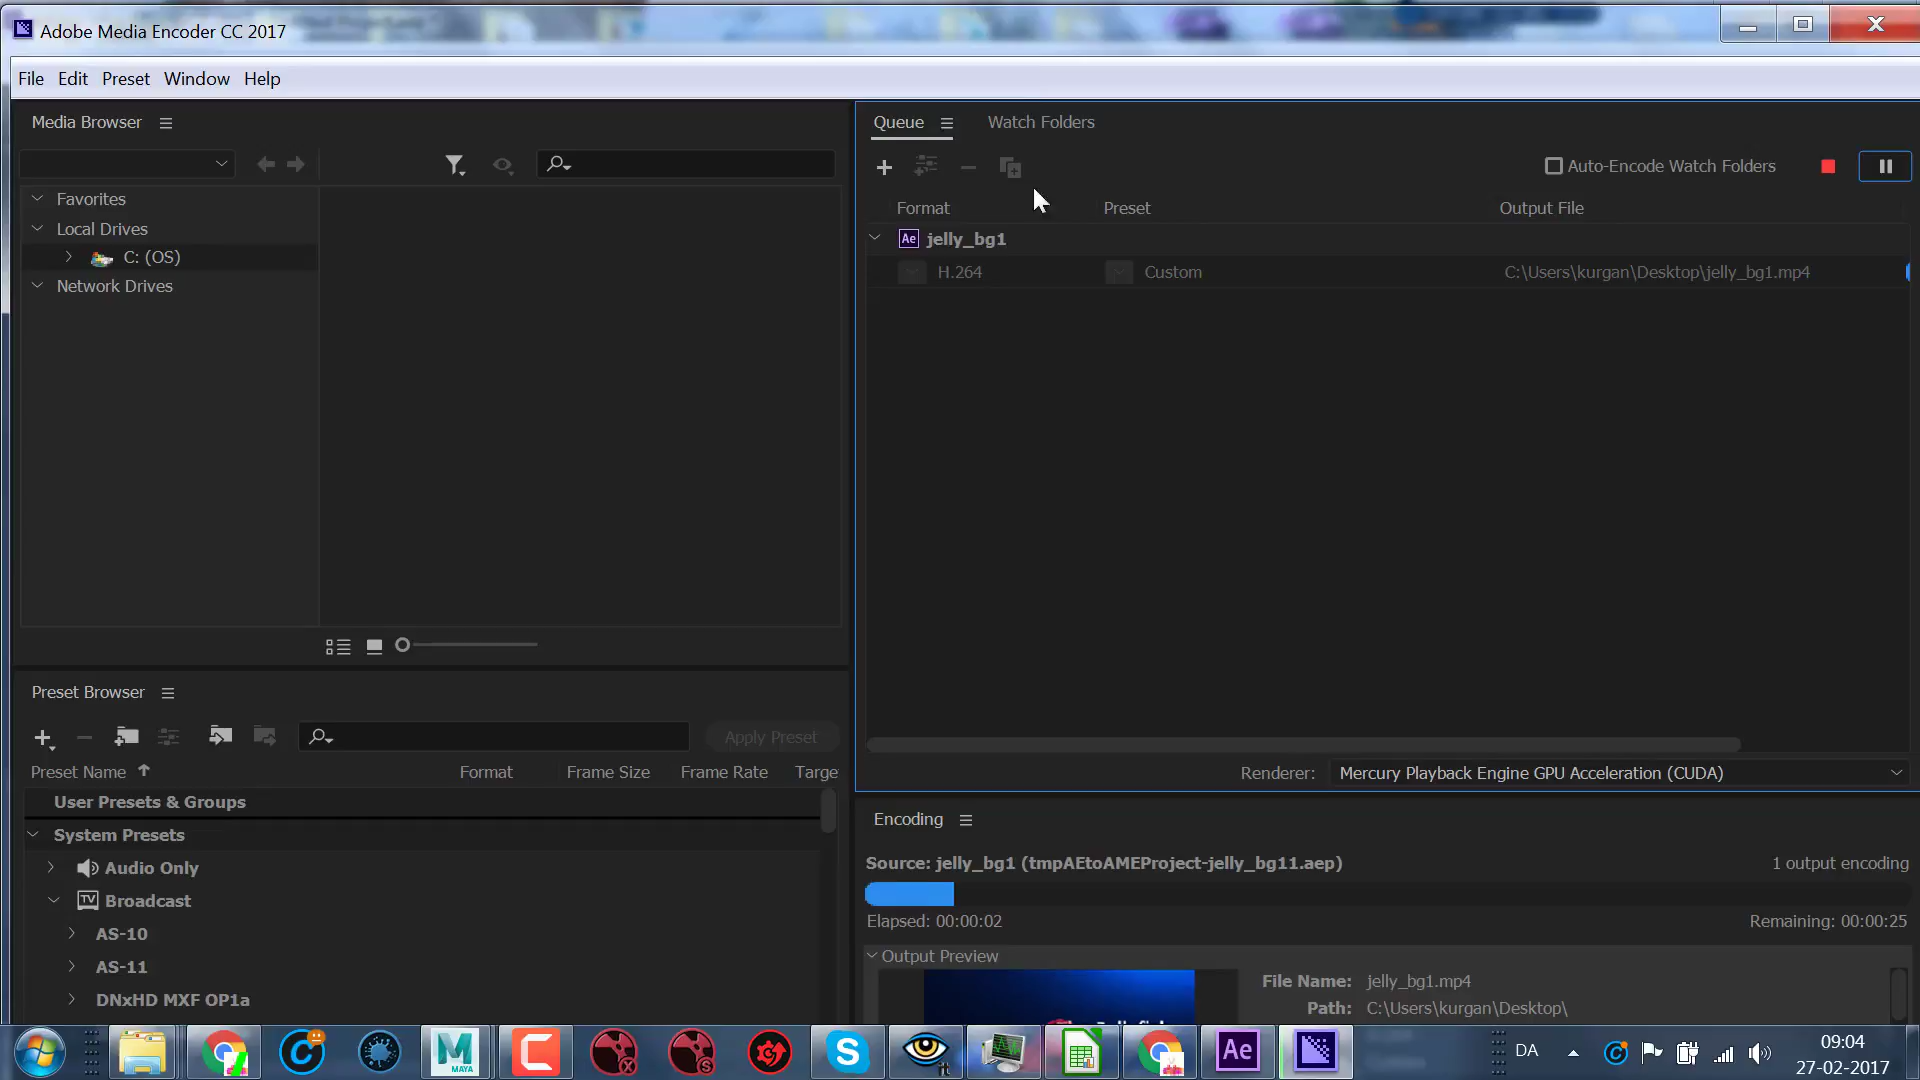 Adobe Media Encoder CC 2017
File Edit Preset Window Help
Media Browser
Favorites
Local Drives
C: (OS)
Network Drives
Queue Watch Folders
Auto-Encode Watch Folders
Format Preset Output File
Ae jelly_bg1
H.264 Custom C:\Users\kurgan\Desktop\jelly_bg1.mp4
Renderer: Mercury Playback Engine GPU Acceleration (CUDA)
Preset Browser
Apply Preset
Preset Name Format Frame Size Frame Rate Targe
User Presets & Groups
System Presets
Audio Only
TV Broadcast
AS-10
AS-11
DNxHD MXF OP1a
Encoding
Source: jelly_bg1 (tmpAEtoAMEProject-jelly_bg11.aep) 1 output encoding
Elapsed: 00:00:02 Remaining: 00:00:25
Output Preview
File Name: jelly_bg1.mp4
Path: C:\Users\kurgan\Desktop\
MAYA
Ae
DA
09:04
27-02-2017